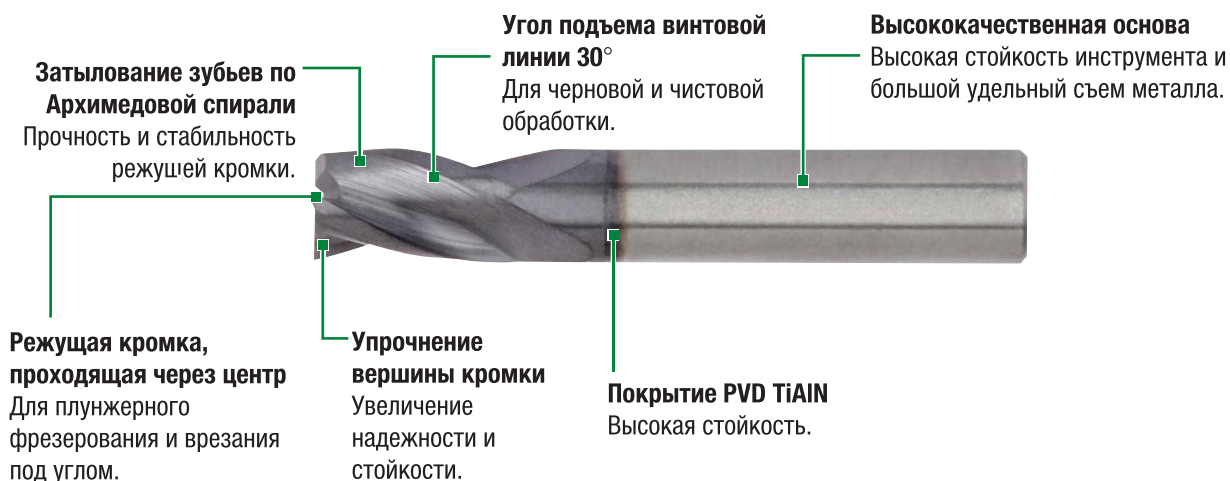 Затылование зубьев по
Архимедовой спирали
Прочность и стабильность
режушей кромки.
Угол подъема винтовой
линии 30°
Для черновой и чистовой
обработки.
Высококачественная основа
Высокая стойкость инструмента и
большой удельный съем металла.
Режущая кромка,
проходящая через центр
Для плунжерного
фрезерования и врезания
под углом.
Упрочнение
вершины кромки
Увеличение
надежности и
стойкости.
Покрытие PVD TiAlN
Высокая стойкость.